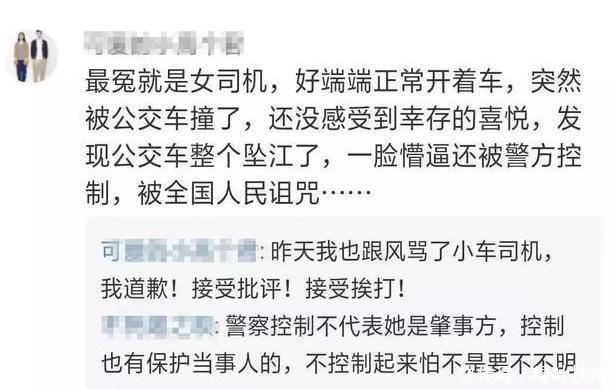 最冤就是女司机，好端端正常开着车，突然
被公交车撞了，还没感受到幸存的喜悦，发
现公交车整个坠江了，一脸懵逼还被警方控
制，被全国人民诅咒……
: 昨天我也跟风骂了小车司机，
我道歉！接受批评！接受挨打！
: 警察控制不代表她是肇事方，控制
也有保护当事人的，不控制起来怕不是要不不明